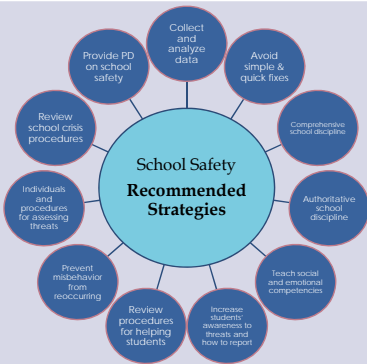 School Safety
Recommended
Strategies
Collect
and
analyze
data
Avoid
simple &
quick fixes
Comprehensive
school discipline
Authoritative
school
discipline
Teach social
and emotional
competencies
Increase
students'
awareness to
threats and
how to report
Review
procedures
for helping
students
Prevent
misbehavior
from
reoccurring
Individuals
and
procedures
for assessing
threats
Review
school crisis
procedures
Provide PD
on school
safety